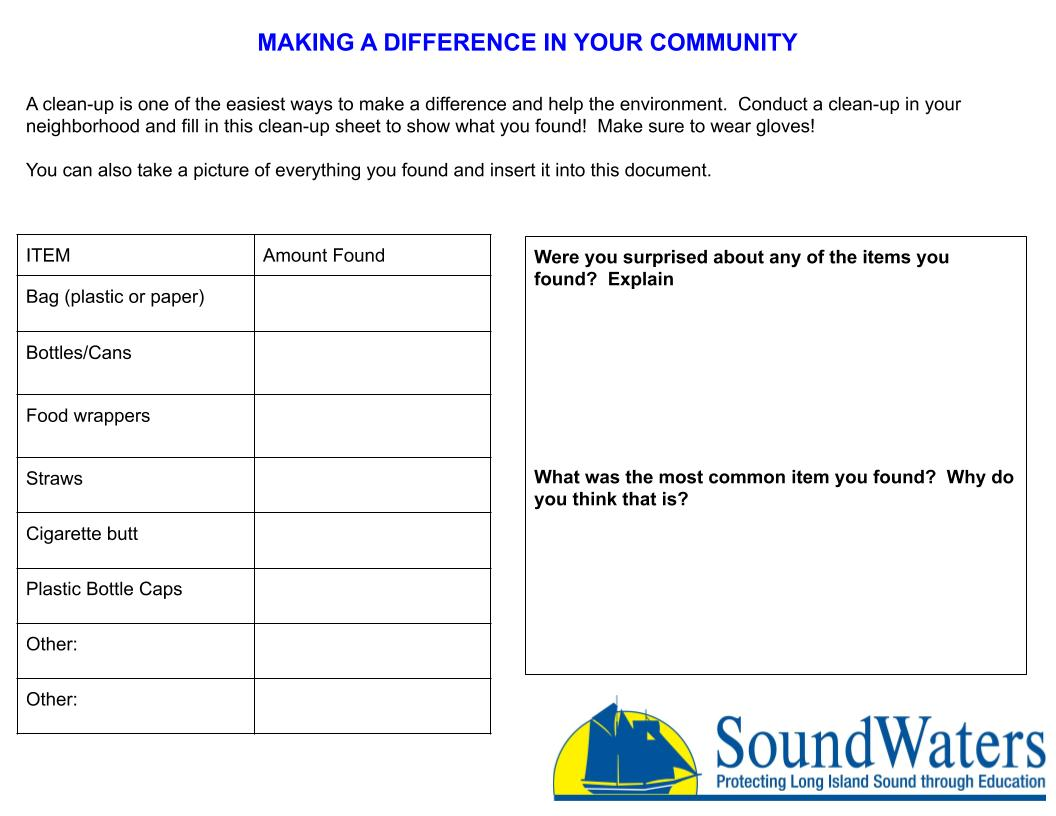 MAKING A DIFFERENCE IN YOUR COMMUNITY
A clean-up is one of the easiest ways to make a difference and help the environment.  Conduct a clean-up in your
neighborhood and fill in this clean-up sheet to show what you found!  Make sure to wear gloves!
You can also take a picture of everything you found and insert it into this document.
ITEM
Amount Found
Bag (plastic or paper)
Bottles/Cans
Food wrappers
Straws
Cigarette butt
Plastic Bottle Caps
Other:
Other:
Were you surprised about any of the items you
found?  Explain
What was the most common item you found?  Why do
you think that is?
SoundWaters
Protecting Long Island Sound through Education